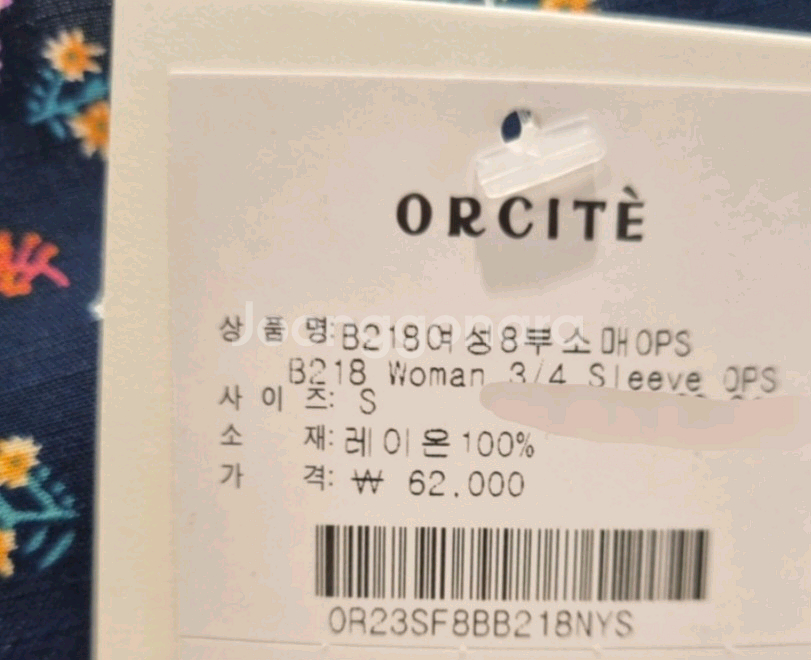 ORCITÈ
상 품 명: B218여성8부소매OPS
B218 Woman 3/4 Sleeve OPS
사 이 즈: S
소 재: 레이온100%
가 격: ₩ 62.000
OR23SF8BB218NYS
Joonggonara